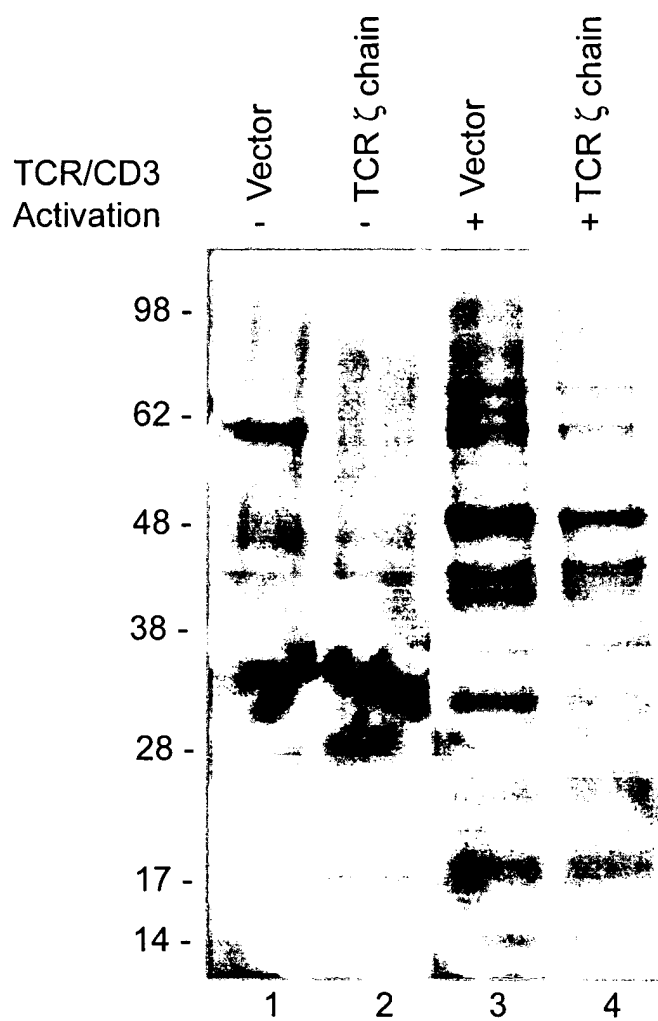 TCR/CD3
Activation
- Vector
- TCR ζ chain
+ Vector
+ TCR ζ chain
98 -
62 -
48 -
38 -
28 -
17 -
14 -
1 2 3 4